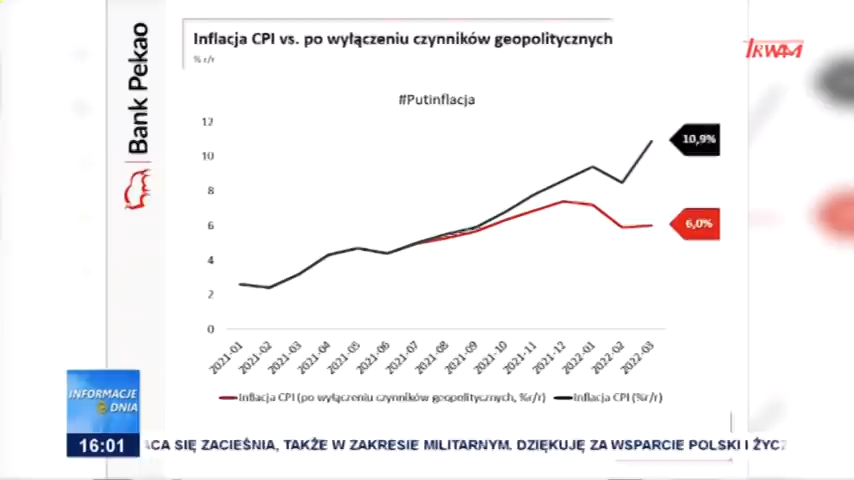 Inflacja CPI vs. po wyłączeniu czynników geopolitycznych
% r/r
TRWAM
Bank Pekao
#Putinflacja
12
10
8
6
4
2
0
10,9%
6,0%
2021-01
2021-02
2021-03
2021-04
2021-05
2021-06
2021-07
2021-08
2021-09
2021-10
2021-11
2021-12
2022-01
2022-02
2022-03
Inflacja CPI (po wyłączeniu czynników geopolitycznych, %r/r)
Inflacja CPI (%r/r)
INFORMACJE
DNIA
16:01
ACA SIĘ ZACIEŚNIA, TAKŻE W ZAKRESIE MILITARNYM. DZIĘKUJĘ ZA WSPARCIE POLSKI I ŻYCZ